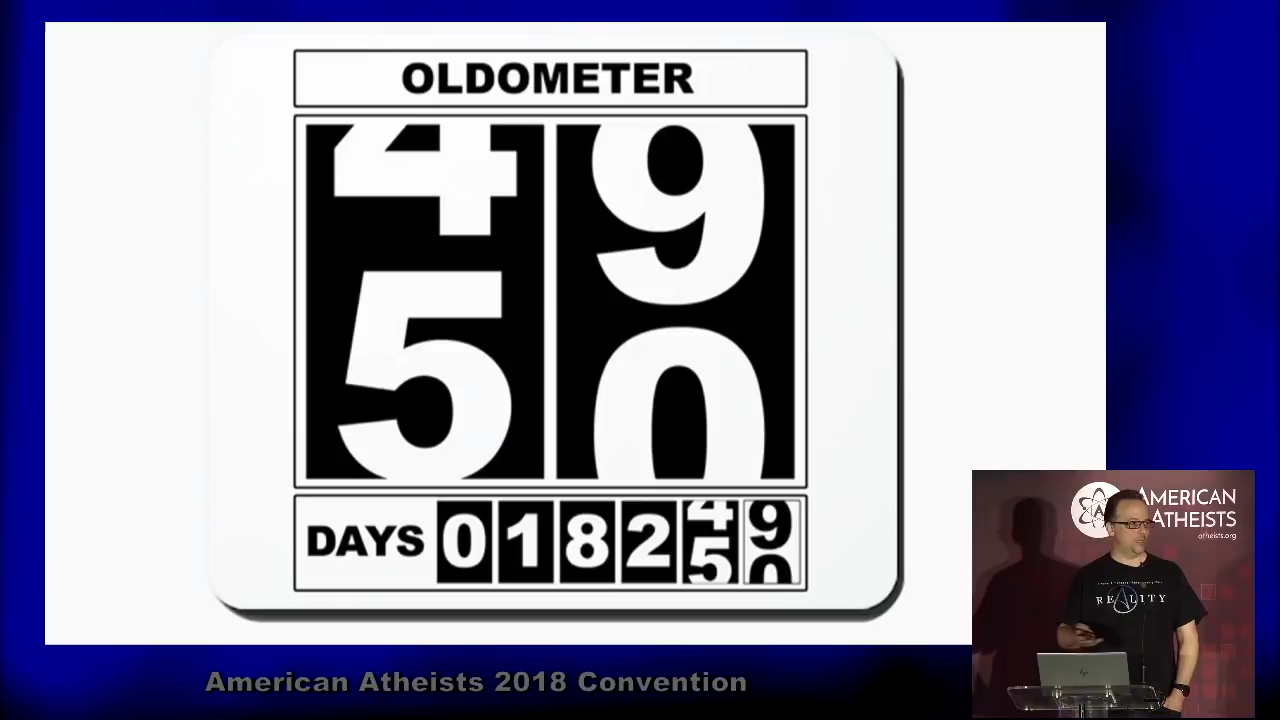 OLDOMETER
4 9
5 0
DAYS 0 1 8 2 4 9
5 0
AMERICAN
ATHEISTS
atheists.org
REALITY
hp
American Atheists 2018 Convention